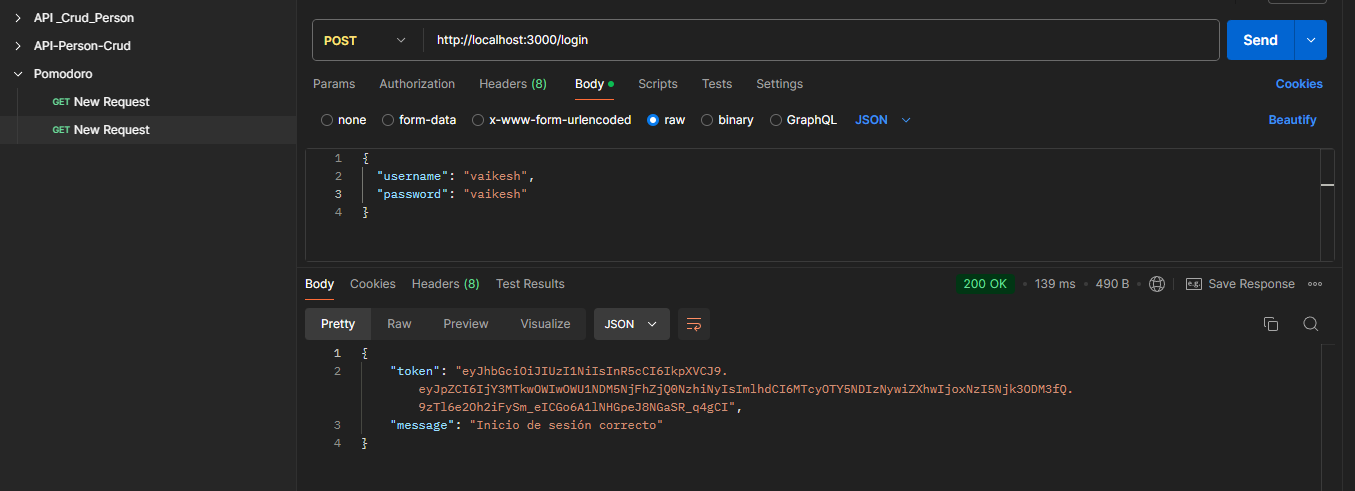 API _Crud_Person
API-Person-Crud
Pomodoro
GET New Request
GET New Request
POST http://localhost:3000/login
Send
Params Authorization Headers (8) Body Scripts Tests Settings
Cookies
none form-data x-www-form-urlencoded raw binary GraphQL JSON
Beautify
1 {
2 "username": "vaikesh",
3 "password": "vaikesh"
4 }
Body Cookies Headers (8) Test Results
200 OK 139 ms 490 B e.g. Save Response
Pretty Raw Preview Visualize JSON
1 {
2 "token": "eyJhbGciOiJIUzI1NiIsInR5cCI6IkpXVCJ9.
eyJpZCI6IjY3MTkwOWIwOWU1NDM5NjFhZjQ0NzhiNyIsImlhdCI6MTcyOTY5NDIzNywiZXhwIjoxNzI5Njk3ODM3fQ.
9zTl6e2Oh2iFySm_eICGo6A1lNHGpeJ8NGaSR_q4gCI",
3 "message": "Inicio de sesión correcto"
4 }